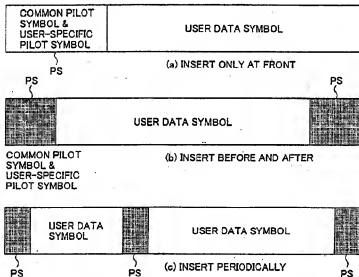 COMMON PILOT
SYMBOL &
USER-SPECIFIC
PILOT SYMBOL
USER DATA SYMBOL
PS
(a) INSERT ONLY AT FRONT
PS
PS
USER DATA SYMBOL
COMMON PILOT
SYMBOL &
USER-SPECIFIC
PILOT SYMBOL
(b) INSERT BEFORE AND AFTER
USER DATA
SYMBOL
USER DATA SYMBOL
PS
PS
(c) INSERT PERIODICALLY
PS